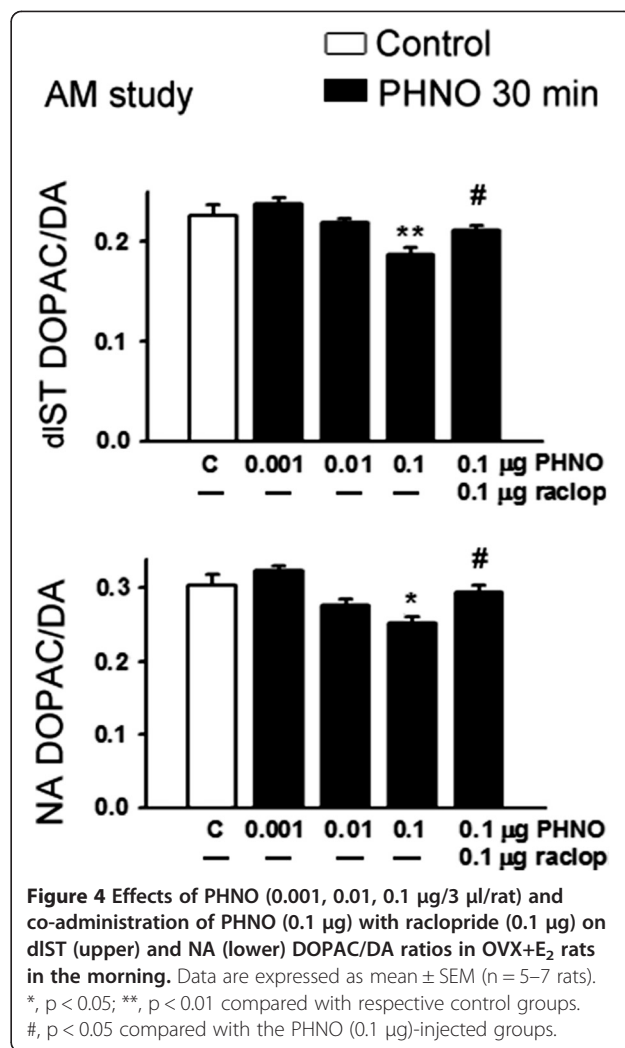 Control
AM study
PHNO 30 min
dlST DOPAC/DA
0.2
0.1
0.0
**
#
C 0.001 0.01 0.1 0.1 µg PHNO
— — — — 0.1 µg raclop
NA DOPAC/DA
0.3
0.2
0.1
0.0
*
#
C 0.001 0.01 0.1 0.1 µg PHNO
— — — — 0.1 µg raclop
Figure 4 Effects of PHNO (0.001, 0.01, 0.1 µg/3 µl/rat) and
co-administration of PHNO (0.1 µg) with raclopride (0.1 µg) on
dlST (upper) and NA (lower) DOPAC/DA ratios in OVX+E₂ rats
in the morning. Data are expressed as mean ± SEM (n = 5–7 rats).
*, p < 0.05; **, p < 0.01 compared with respective control groups.
#, p < 0.05 compared with the PHNO (0.1 µg)-injected groups.